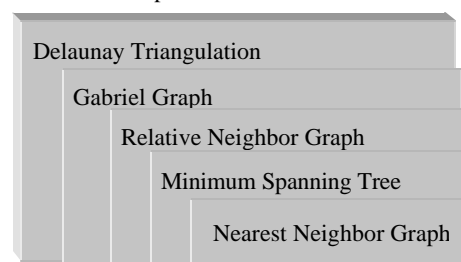 Delaunay Triangulation
Gabriel Graph
Relative Neighbor Graph
Minimum Spanning Tree
Nearest Neighbor Graph